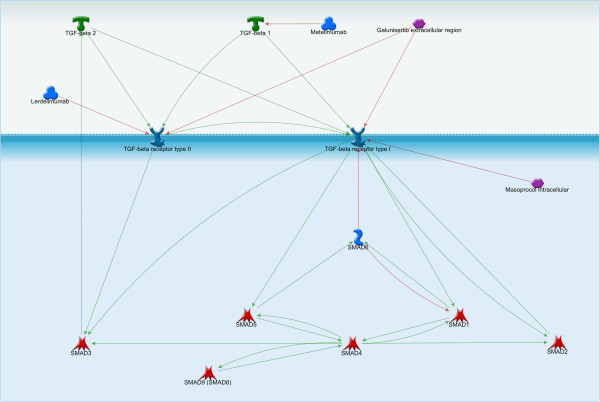 TGF-beta 2
TGF-beta 1
Metelimumab
Galunisertib extracellular region
Lerdelimumab
TGF-beta receptor type II
TGF-beta receptor type I
Masoprocol intracellular
SMAD6
SMAD5
SMAD1
SMAD3
SMAD4
SMAD2
SMAD9 (SMAD8)